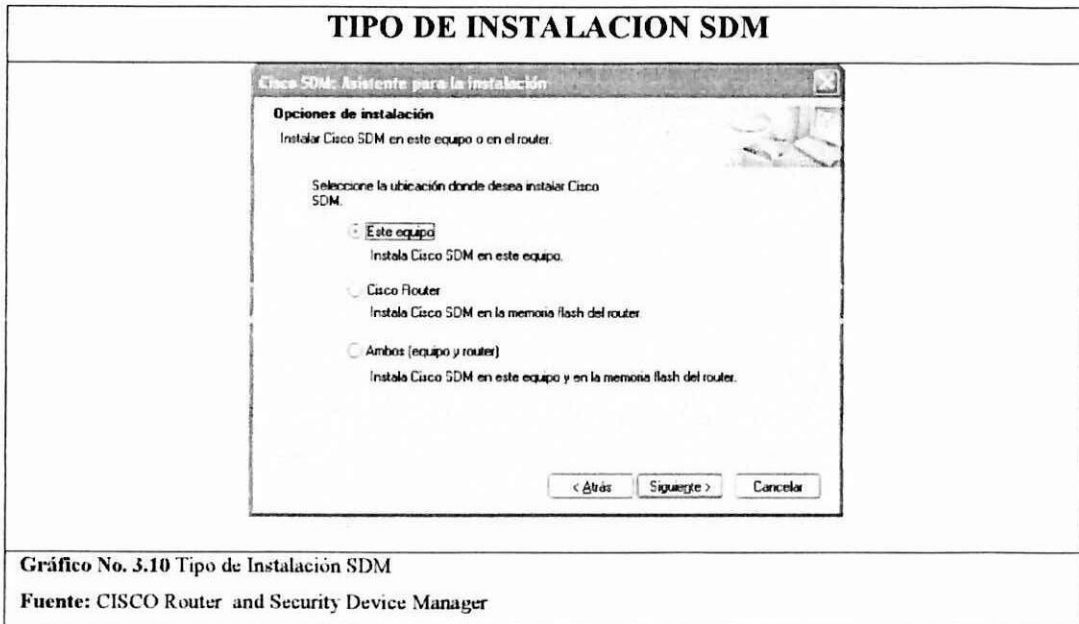 TIPO DE INSTALACION SDM
Cisco SDM: Asistente para la instalación
Opciones de instalación
Instalar Cisco SDM en este equipo o en el router.
Seleccione la ubicación donde desea instalar Cisco
SDM.
Este equipo
Instala Cisco SDM en este equipo.
Cisco Router
Instala Cisco SDM en la memoria flash del router.
Ambos (equipo y router)
Instala Cisco SDM en este equipo y en la memoria flash del router.
< Atrás
Siguiente >
Cancelar
Gráfico No. 3.10 Tipo de Instalación SDM
Fuente: CISCO Router and Security Device Manager